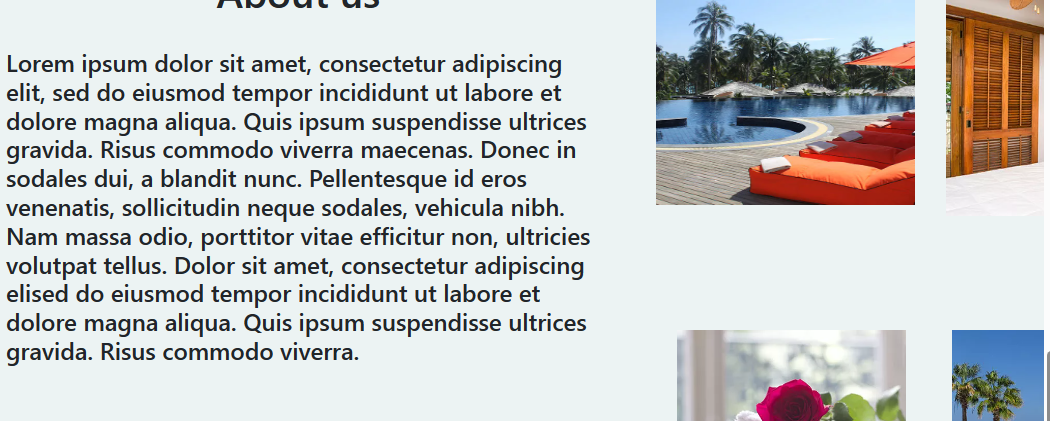 About us
Lorem ipsum dolor sit amet, consectetur adipiscing
elit, sed do eiusmod tempor incididunt ut labore et
dolore magna aliqua. Quis ipsum suspendisse ultrices
gravida. Risus commodo viverra maecenas. Donec in
sodales dui, a blandit nunc. Pellentesque id eros
venenatis, sollicitudin neque sodales, vehicula nibh.
Nam massa odio, porttitor vitae efficitur non, ultricies
volutpat tellus. Dolor sit amet, consectetur adipiscing
elised do eiusmod tempor incididunt ut labore et
dolore magna aliqua. Quis ipsum suspendisse ultrices
gravida. Risus commodo viverra.